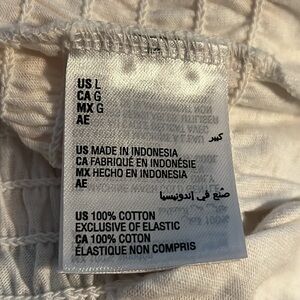 US L
CA G
MX G
AE
كبير
US MADE IN INDONESIA
CA FABRIQUÉ EN INDONÉSIE
MX HECHO EN INDONESIA
AE
صنع في إندونيسيا
US 100% COTTON
EXCLUSIVE OF ELASTIC
CA 100% COTON
ÉLASTIQUE NON COMPRIS